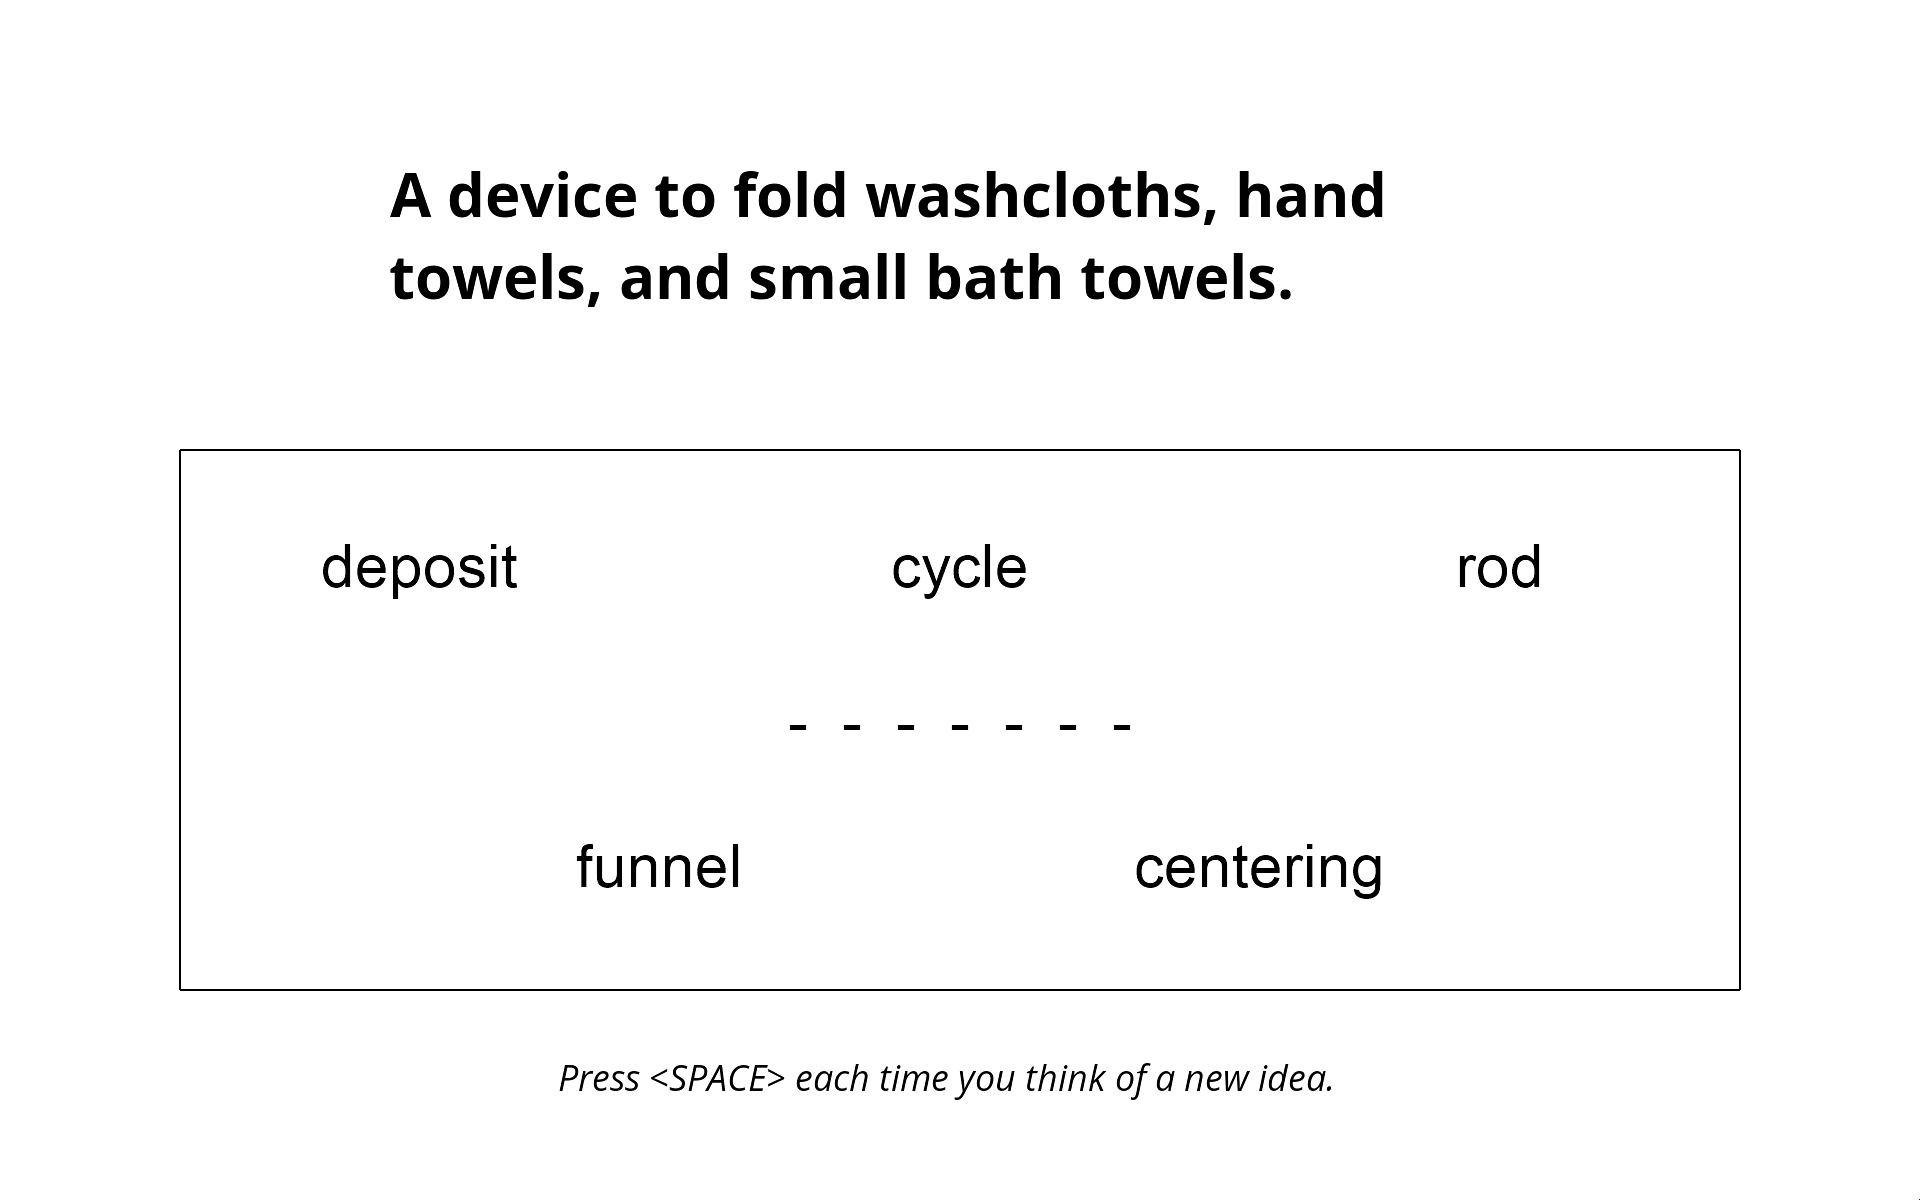 A device to fold washcloths, hand
towels, and small bath towels.
deposit cycle rod
- - - - - - -
funnel centering
Press <SPACE> each time you think of a new idea.